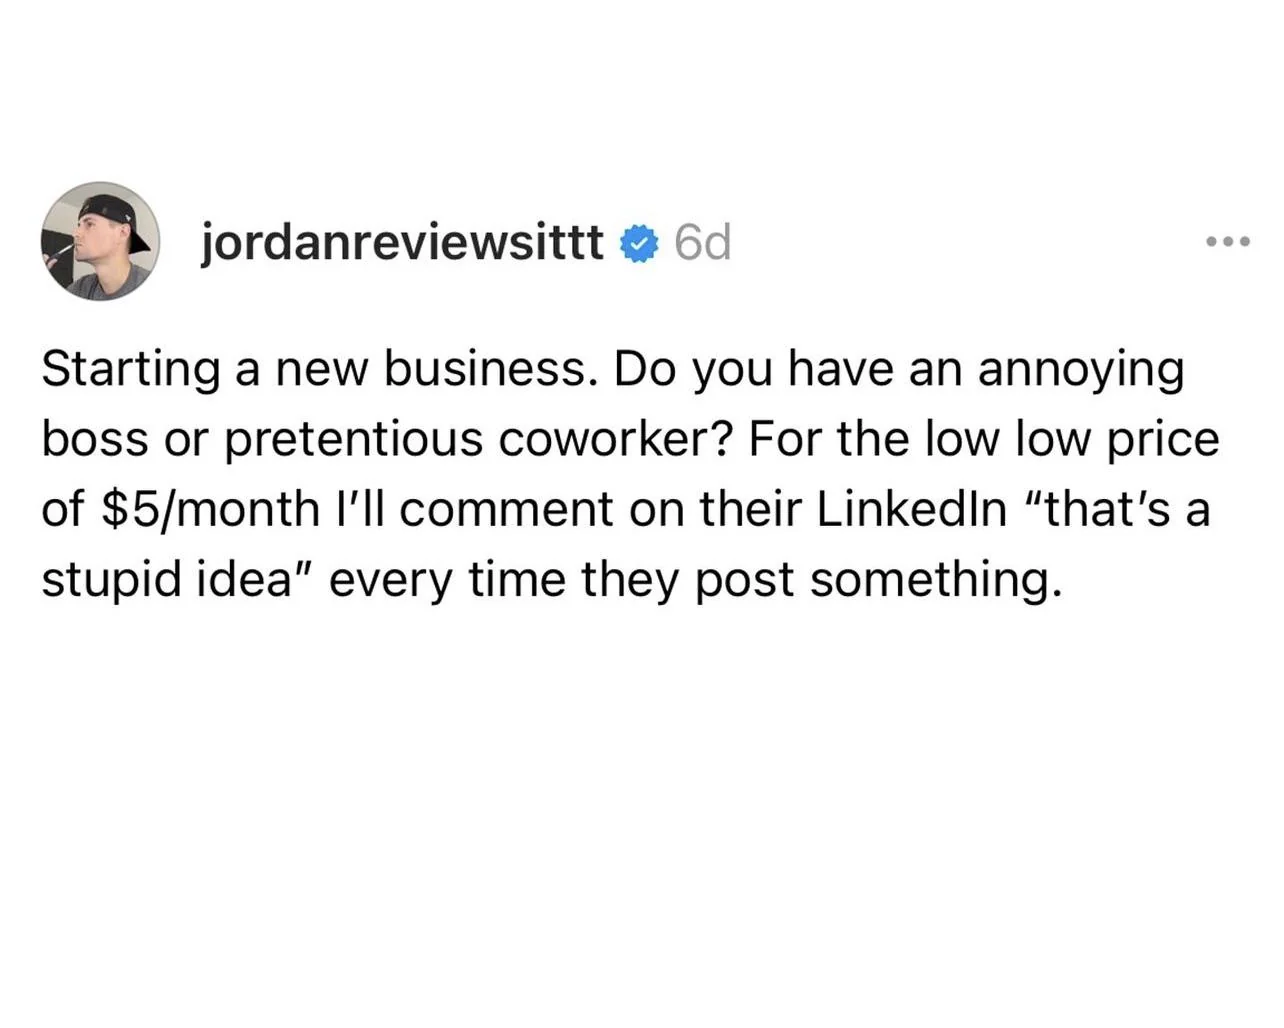 jordanreviewsittt 6d
Starting a new business. Do you have an annoying
boss or pretentious coworker? For the low low price
of $5/month I’ll comment on their LinkedIn “that’s a
stupid idea” every time they post something.